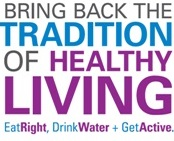 BRING BACK THE
TRADITION
OF HEALTHY
LIVING
EatRight, DrinkWater + GetActive.